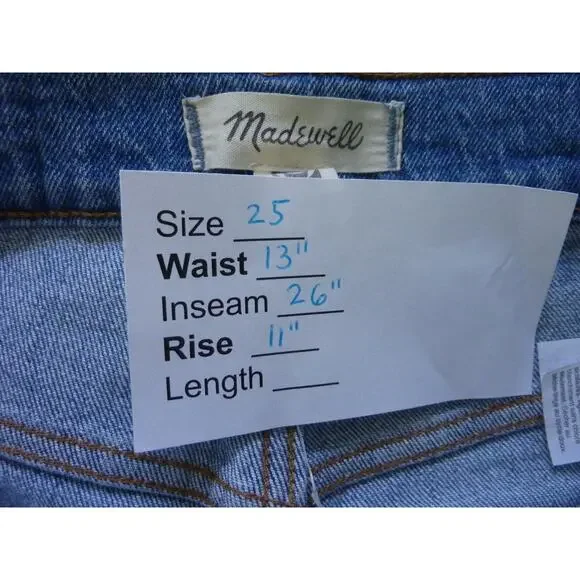 Madewell
Size 25
Waist 13"
Inseam 26"
Rise 11"
Length